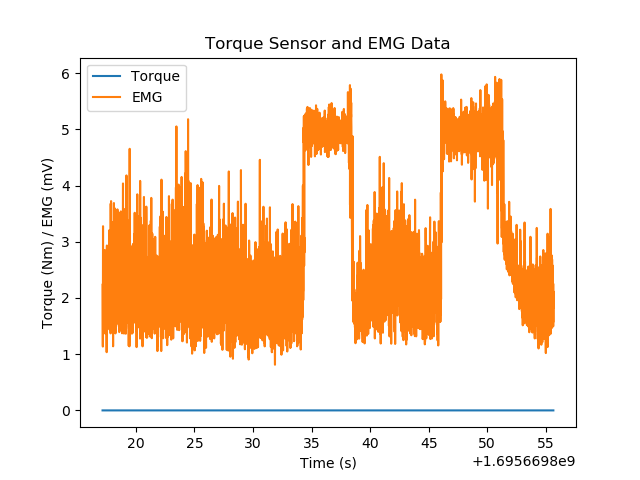 Torque Sensor and EMG Data
Torque
EMG
Torque (Nm) / EMG (mV)
6
5
4
3
2
1
0
20 25 30 35 40 45 50 55
Time (s)
+1.6956698e9